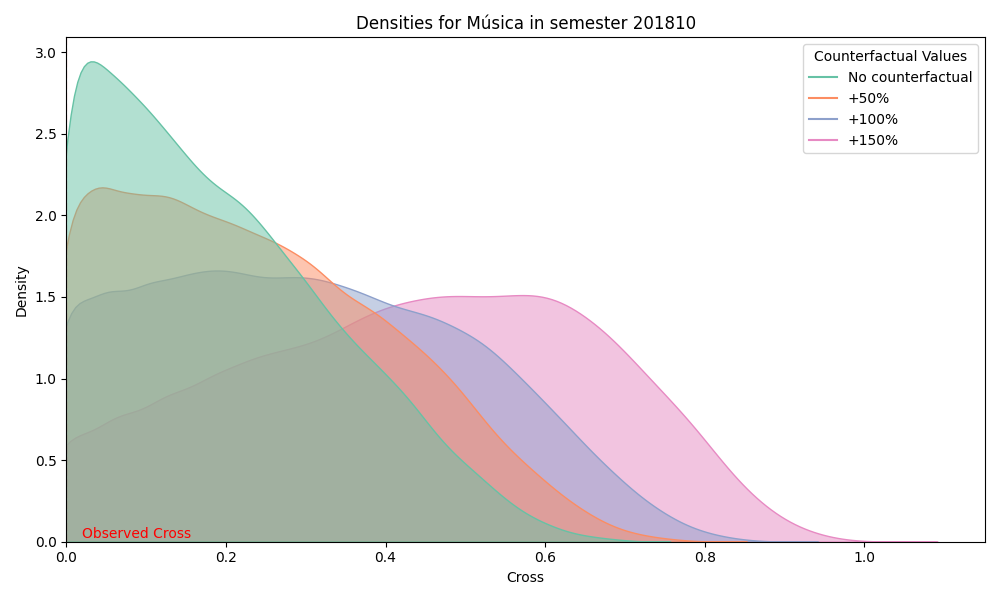 Densities for Música in semester 201810
Counterfactual Values
No counterfactual
+50%
+100%
+150%
3.0
2.5
2.0
1.5
1.0
0.5
0.0
Density
Observed Cross
0.0 0.2 0.4 0.6 0.8 1.0
Cross